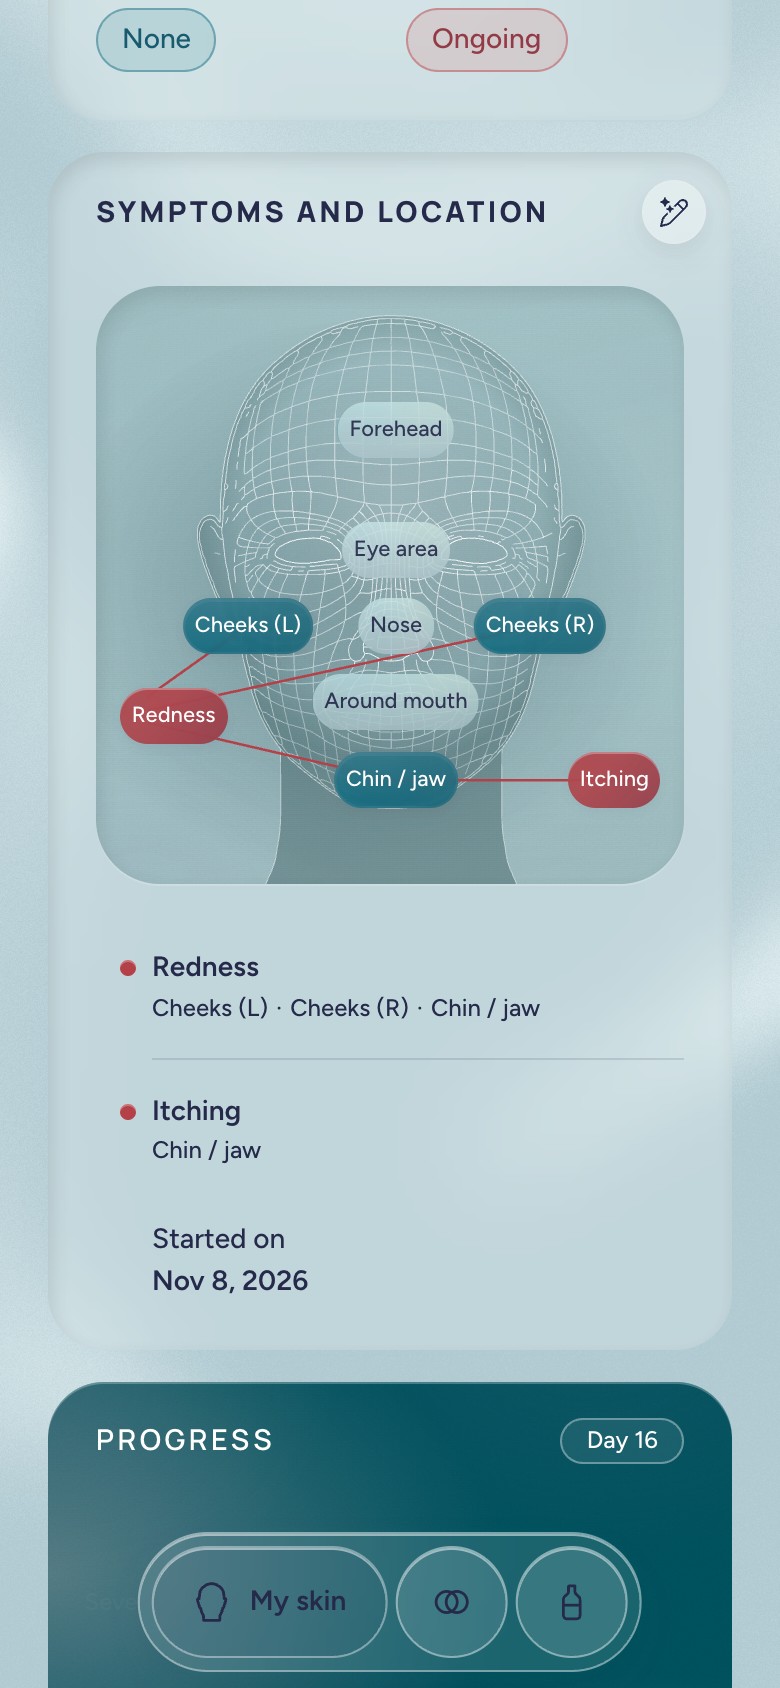 None
Ongoing
SYMPTOMS AND LOCATION
Forehead
Eye area
Cheeks (L)
Nose
Cheeks (R)
Around mouth
Redness
Chin / jaw
Itching
Redness
Cheeks (L) · Cheeks (R) · Chin / jaw
Itching
Chin / jaw
Started on
Nov 8, 2026
PROGRESS
Day 16
My skin